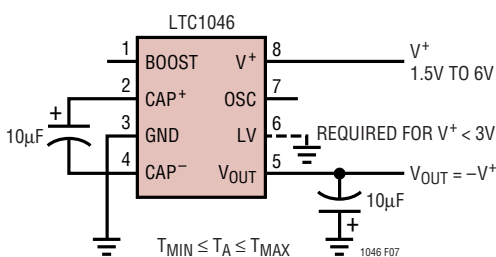 LTC1046
1 BOOST V+ 8
V+
1.5V TO 6V
2 CAP+ OSC 7
+
10µF
3 GND LV 6
REQUIRED FOR V+ < 3V
4 CAP− VOUT 5
VOUT = −V+
10µF
+
TMIN ≤ TA ≤ TMAX
1046 F07